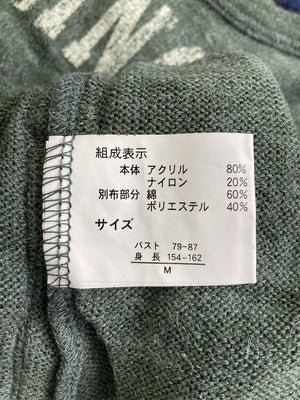 組成表示
本体 アクリル 80%
ナイロン 20%
別布部分 綿 60%
ポリエステル 40%
サイズ
バスト 79~87
身長 154~162
M